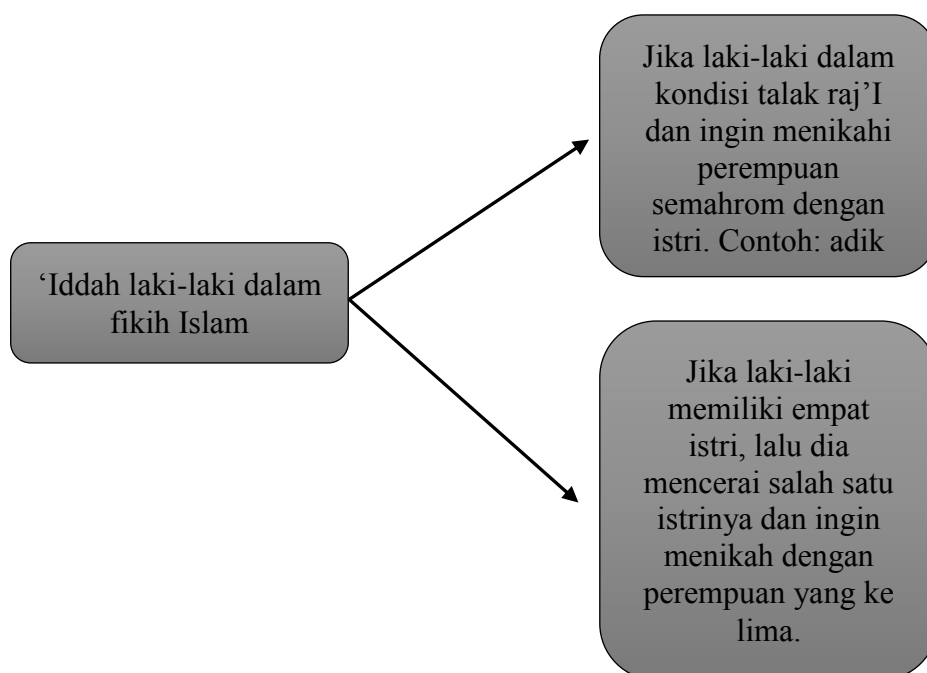 ‘Iddah laki-laki dalam
fikih Islam
Jika laki-laki dalam
kondisi talak raj’I
dan ingin menikahi
perempuan
semahrom dengan
istri. Contoh: adik
Jika laki-laki
memiliki empat
istri, lalu dia
mencerai salah satu
istrinya dan ingin
menikah dengan
perempuan yang ke
lima.